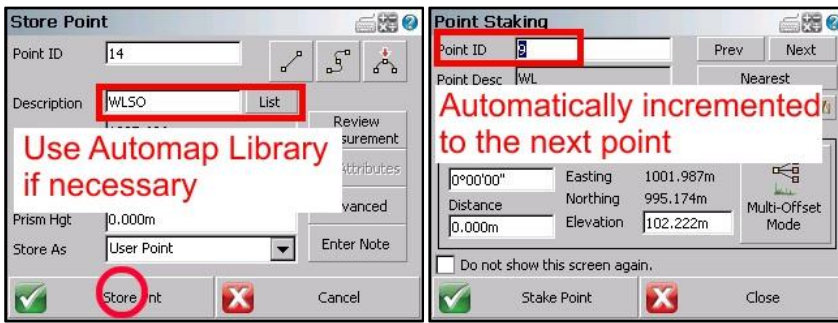 Store Point
Point ID 14
Description WLSO List
Review
Use Automap Library
if necessary
Prism Hgt 0.000m
Store As User Point Enter Note
Store Cancel
Point Staking
Point ID 9 Prev Next
Point Desc WL Nearest
Automatically incremented
to the next point
0°00'00" Easting 1001.987m
Distance Northing 995.174m
0.000m Elevation 102.222m
Multi-Offset
Mode
Do not show this screen again.
Stake Point Close